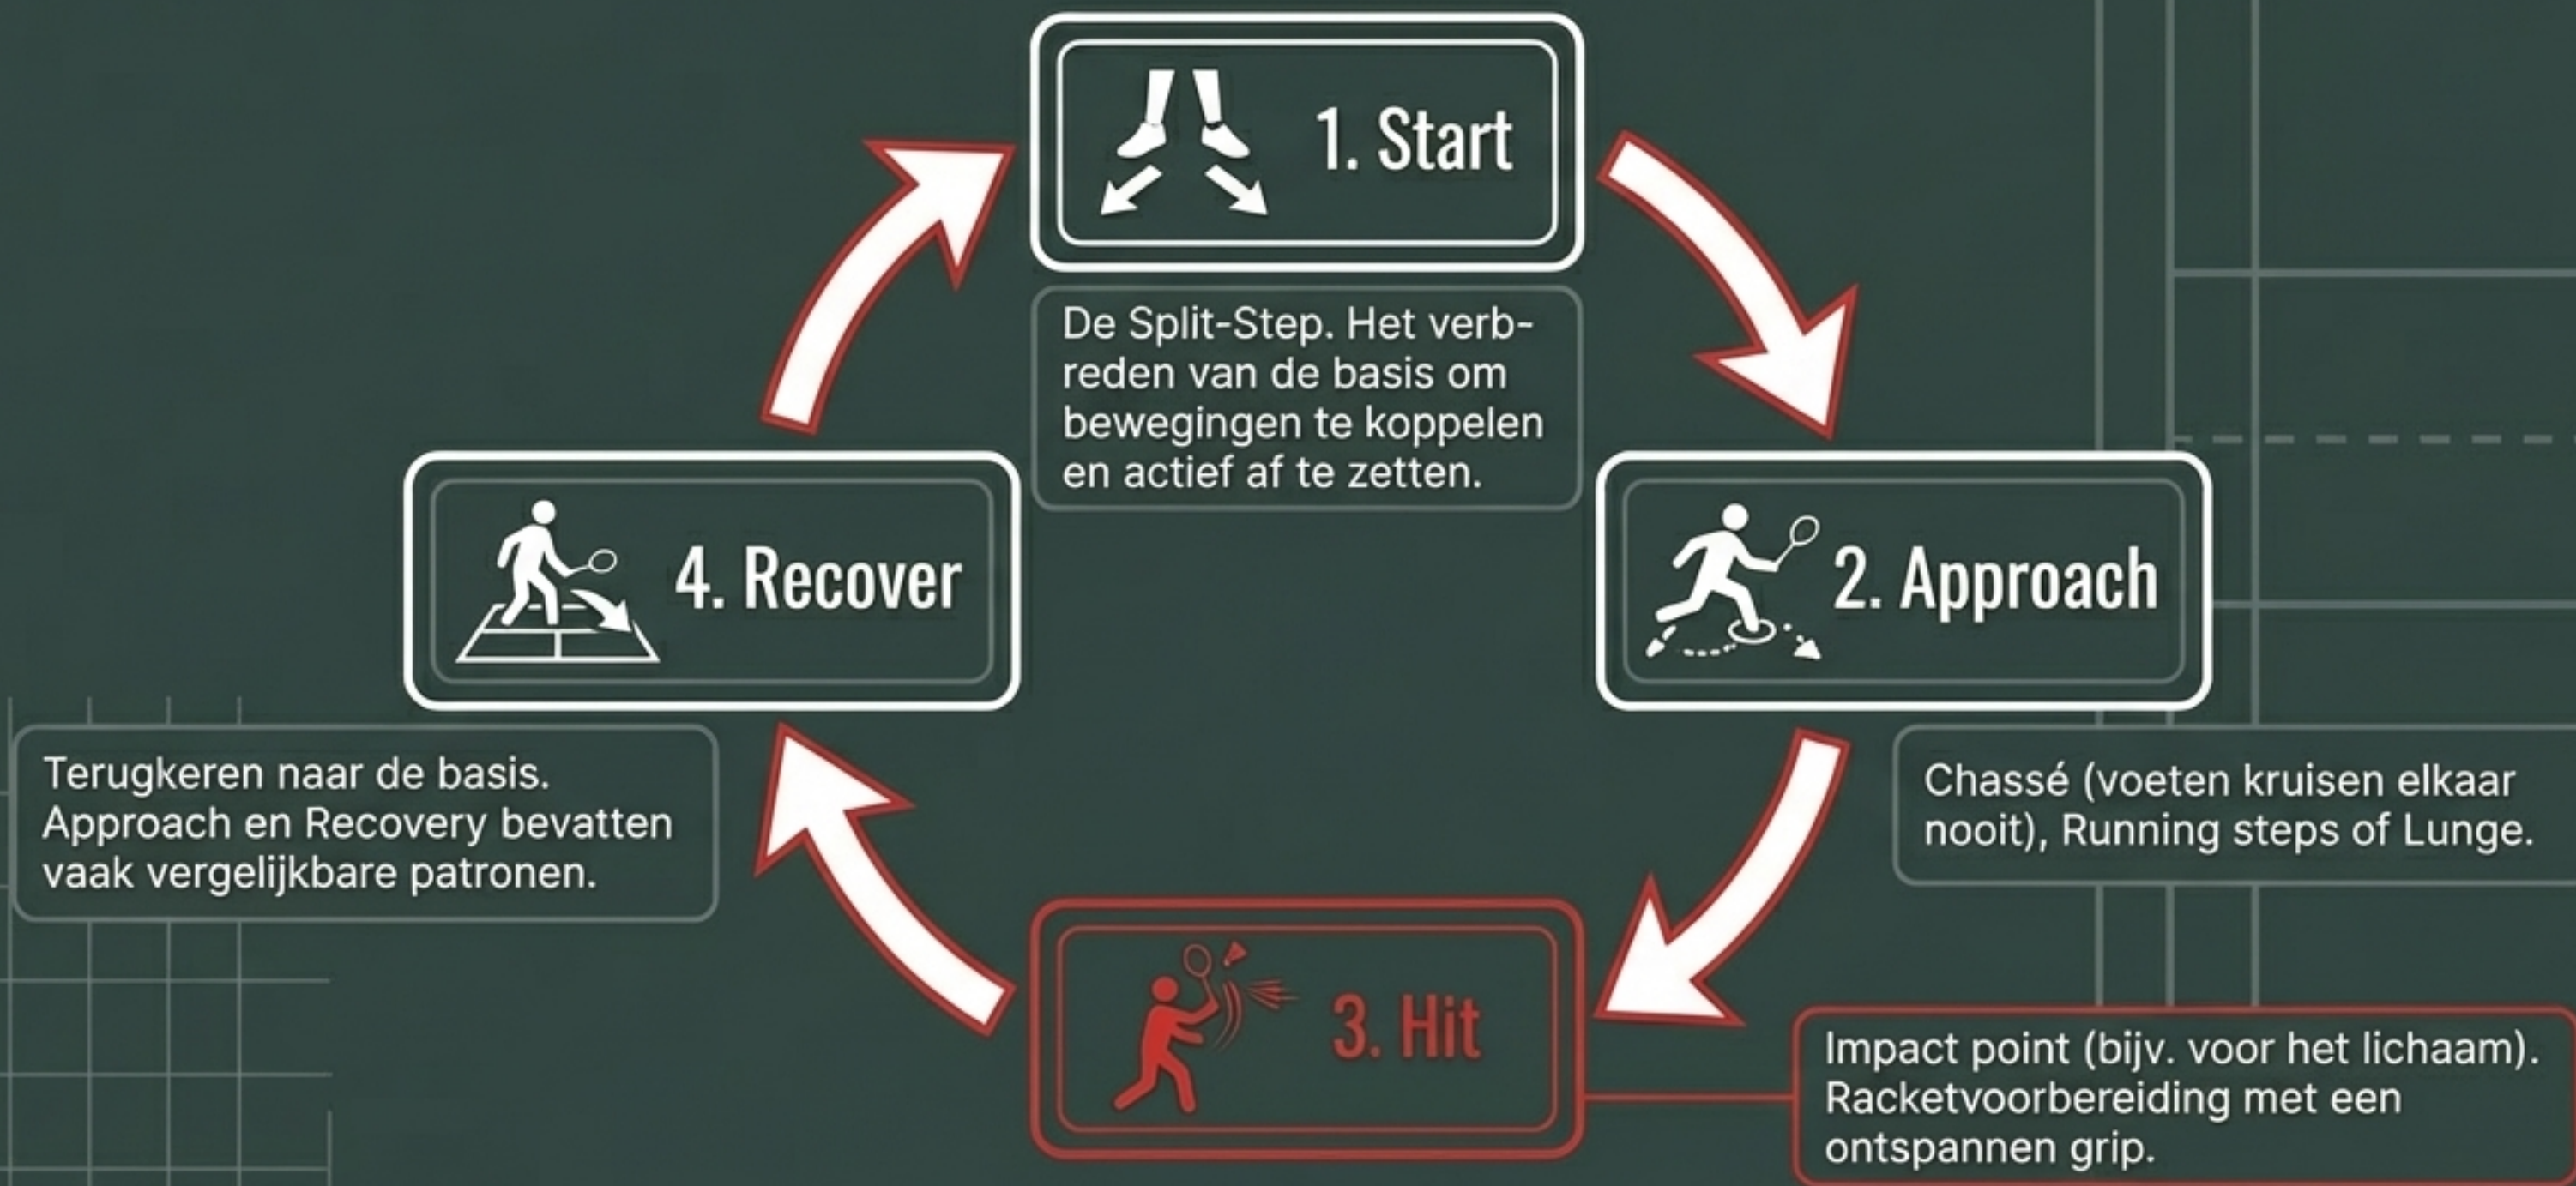 1. Start
De Split-Step. Het verb-
reden van de basis om
bewegingen te koppelen
en actief af te zetten.
2. Approach
Chassé (voeten kruisen elkaar
nooit), Running steps of Lunge.
3. Hit
Impact point (bijv. voor het lichaam).
Racketvoorbereiding met een
ontspannen grip.
4. Recover
Terugkeren naar de basis.
Approach en Recovery bevatten
vaak vergelijkbare patronen.